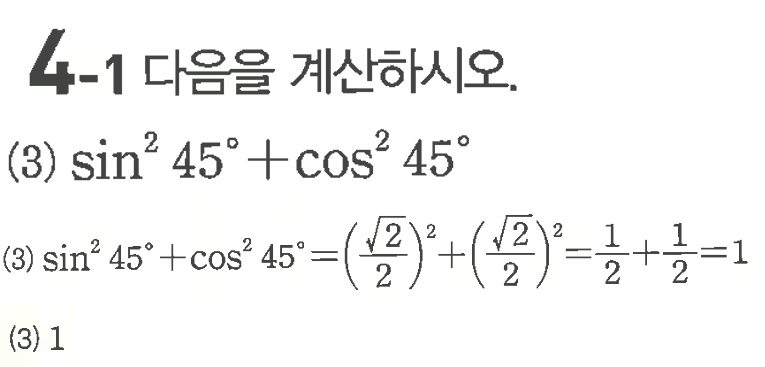 4-1 다음을 계산하시오.
(3) sin² 45°+cos² 45°
(3) sin² 45°+cos² 45°=(√2/2)²+(√2/2)²=1/2+1/2=1
(3) 1